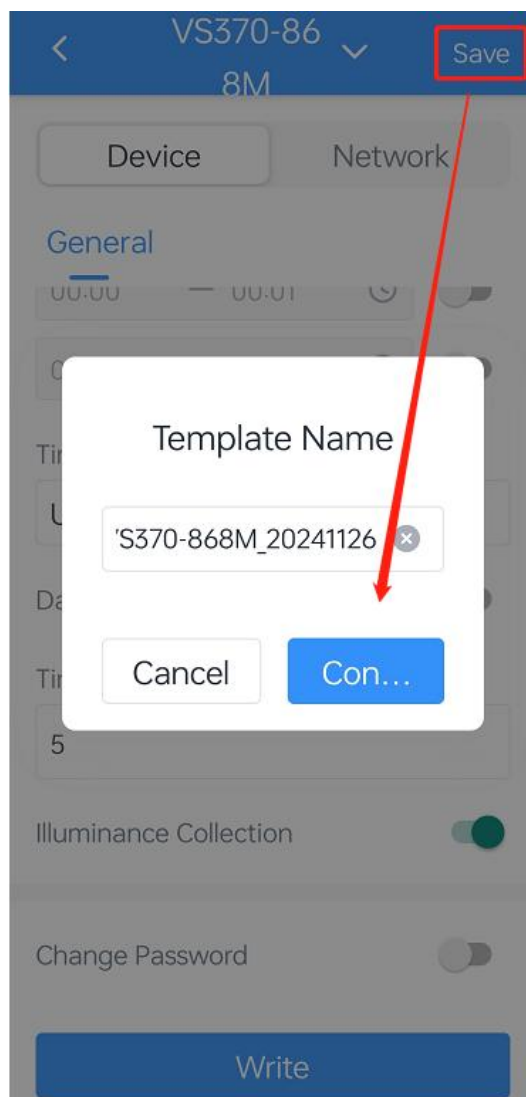 VS370-86
8M
Save
Device
Network
General
00:00 — 00:01
Template Name
'S370-868M_20241126
Cancel
Con...
5
Illuminance Collection
Change Password
Write